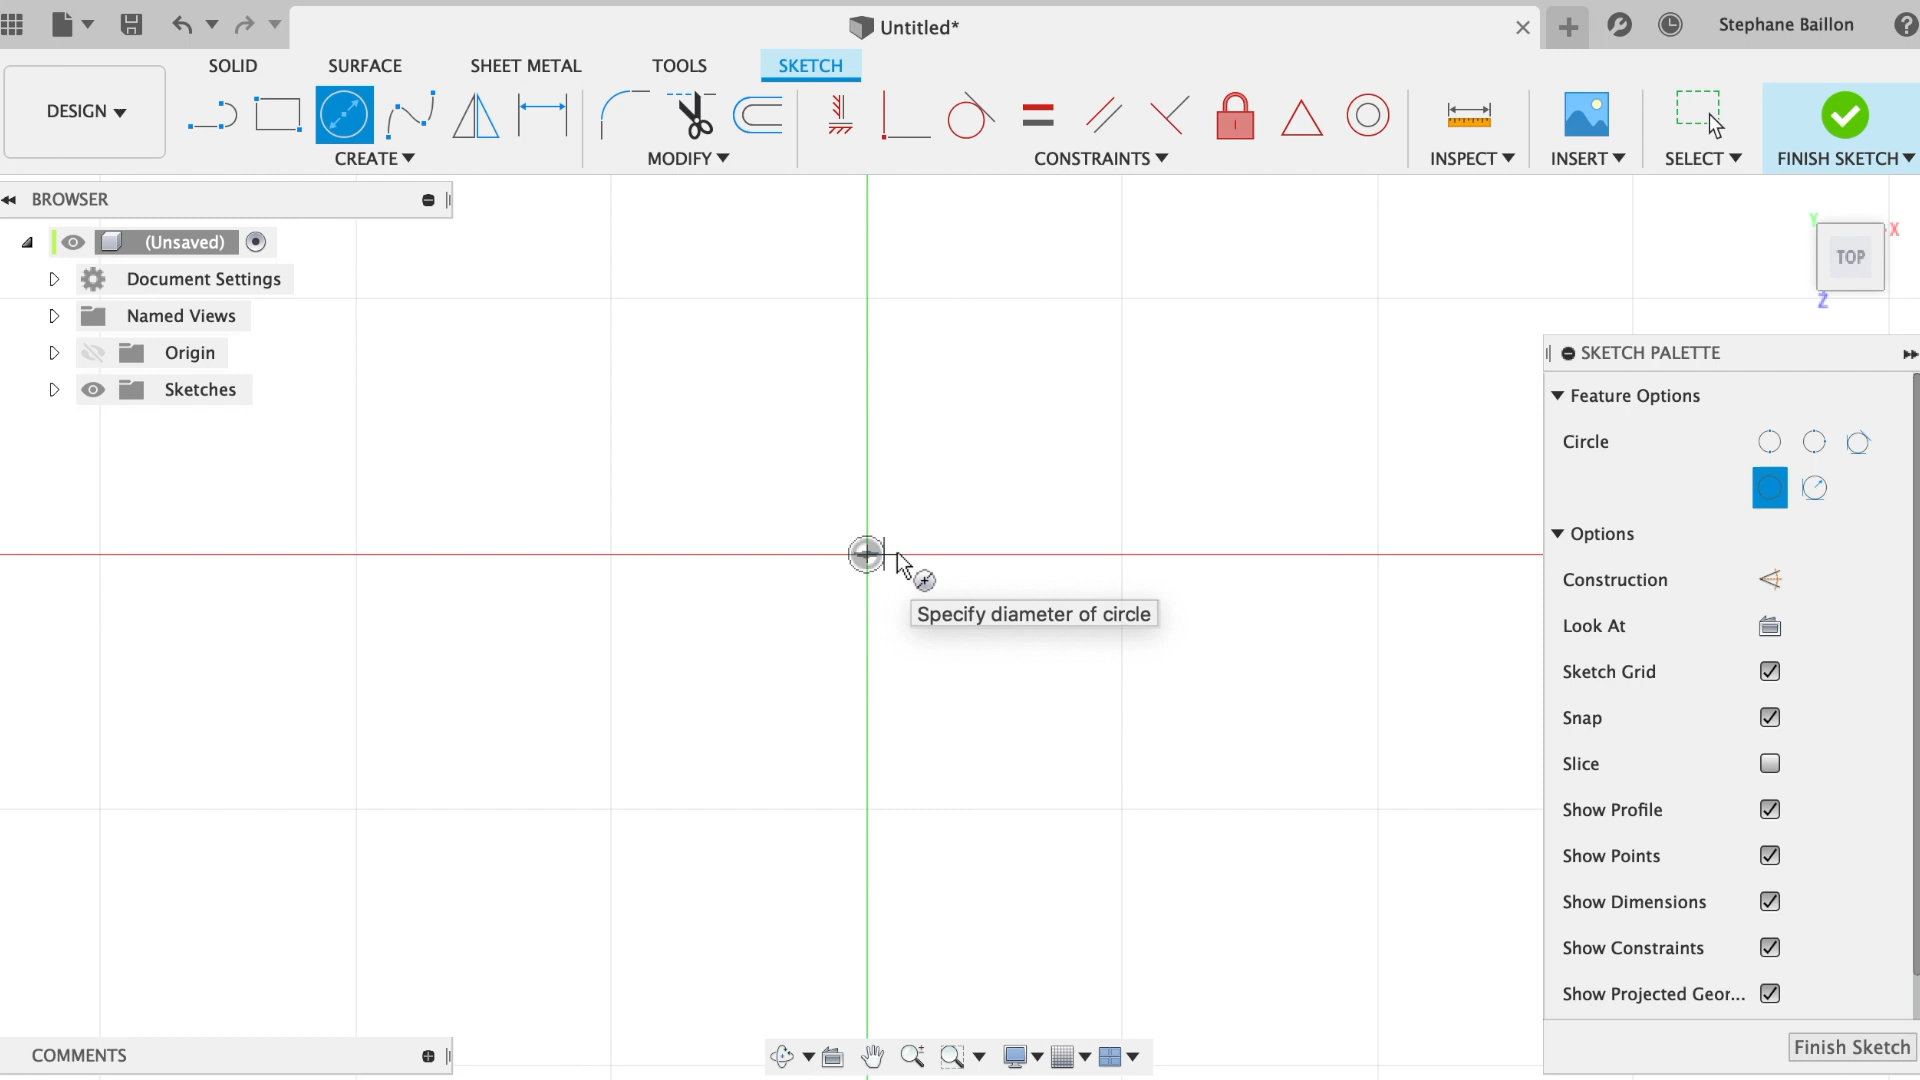 Untitled*
Stephane Baillon
SOLID
SURFACE
SHEET METAL
TOOLS
SKETCH
DESIGN
CREATE
MODIFY
CONSTRAINTS
INSPECT
INSERT
SELECT
FINISH SKETCH
BROWSER
(Unsaved)
Document Settings
Named Views
Origin
Sketches
Y
X
TOP
Z
SKETCH PALETTE
Feature Options
Circle
Options
Construction
Look At
Sketch Grid
Snap
Slice
Show Profile
Show Points
Show Dimensions
Show Constraints
Show Projected Geor...
Finish Sketch
Specify diameter of circle
COMMENTS